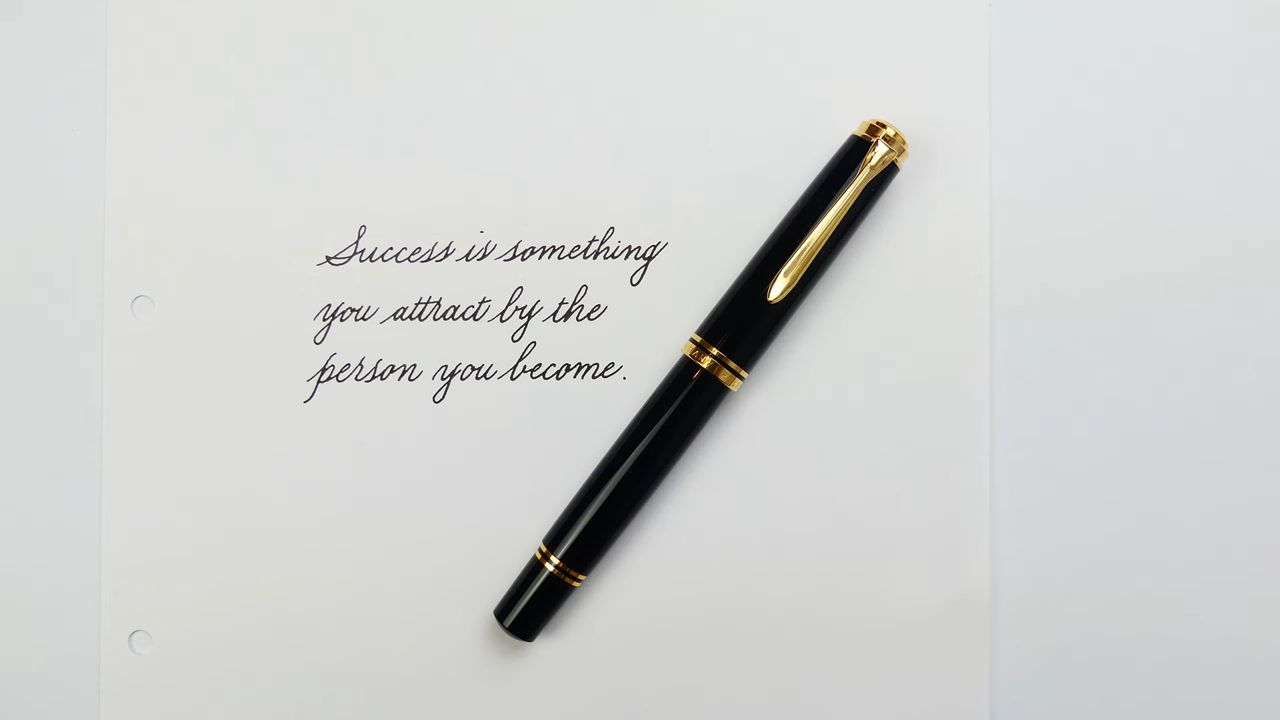 Success is something
you attract by the
person you become.